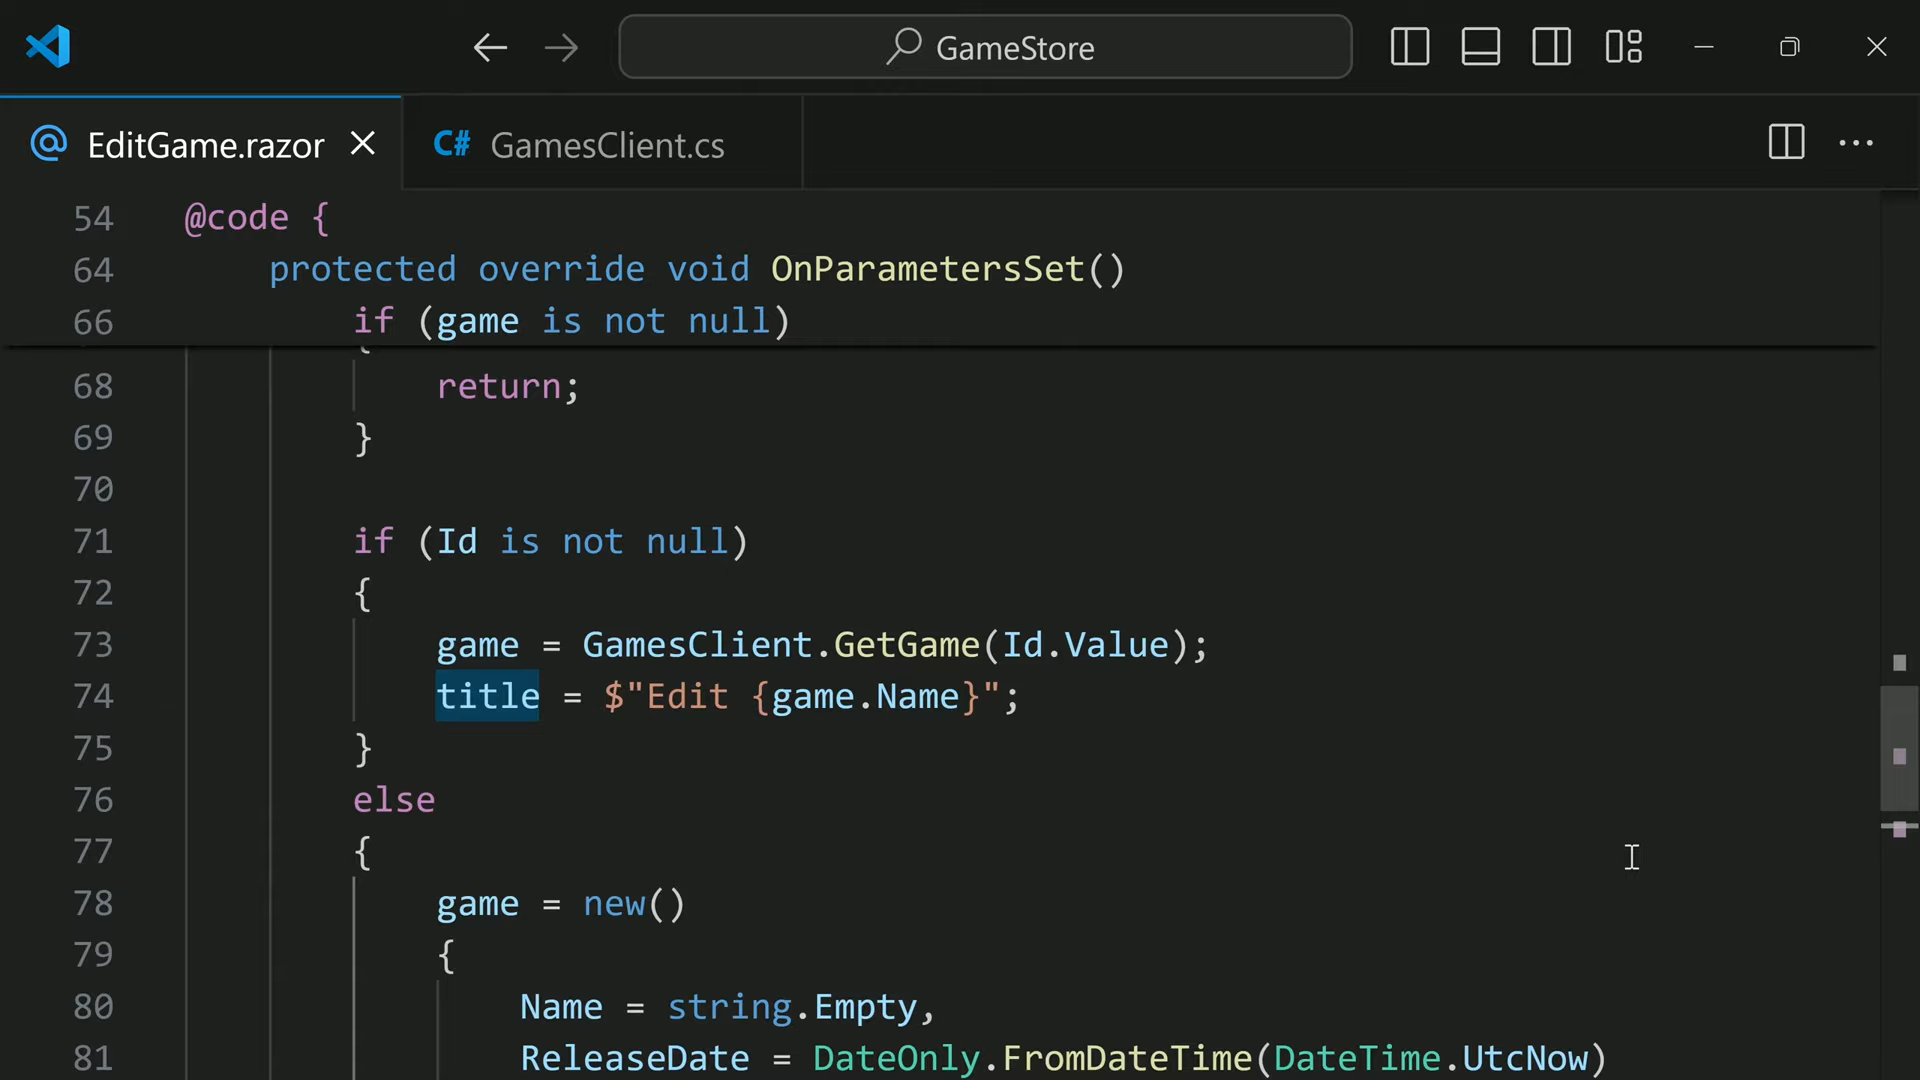 GameStore
EditGame.razor
C# GamesClient.cs
54 @code {
64 protected override void OnParametersSet()
66 if (game is not null)
{
68 return;
69 }
70
71 if (Id is not null)
72 {
73 game = GamesClient.GetGame(Id.Value);
74 title = $"Edit {game.Name}";
75 }
76 else
77 {
78 game = new()
79 {
80 Name = string.Empty,
81 ReleaseDate = DateOnly.FromDateTime(DateTime.UtcNow)